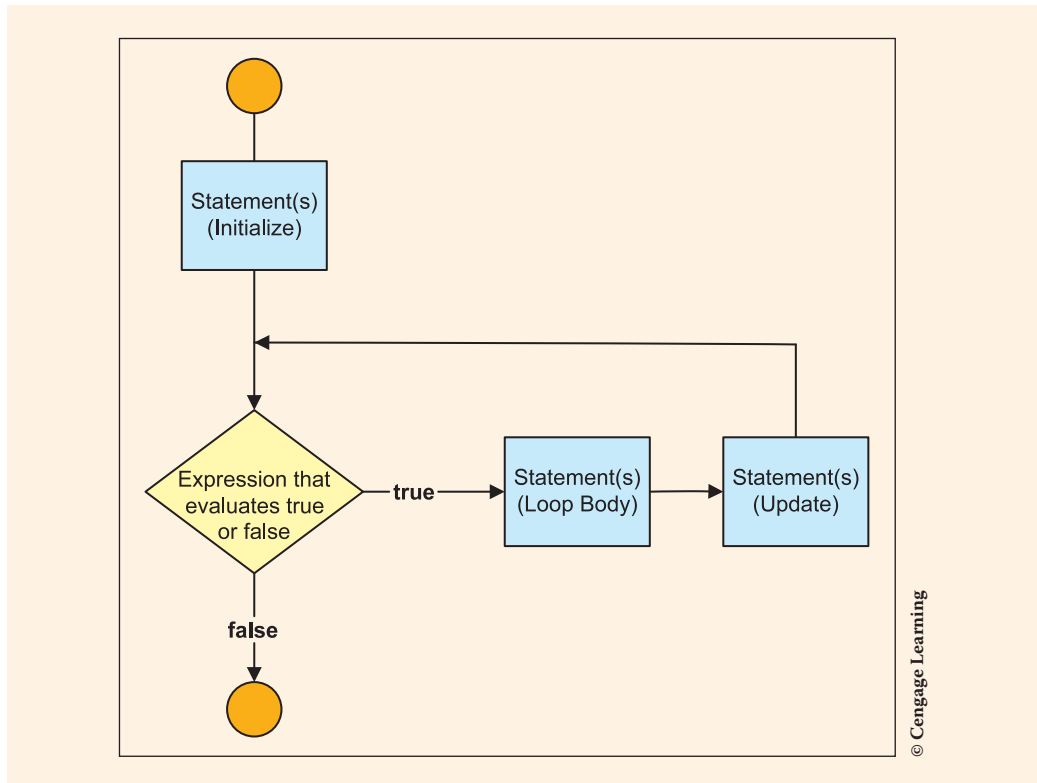 Statement(s)
(Initialize)
Expression that
evaluates true
or false
true
Statement(s)
(Loop Body)
Statement(s)
(Update)
false
© Cengage Learning